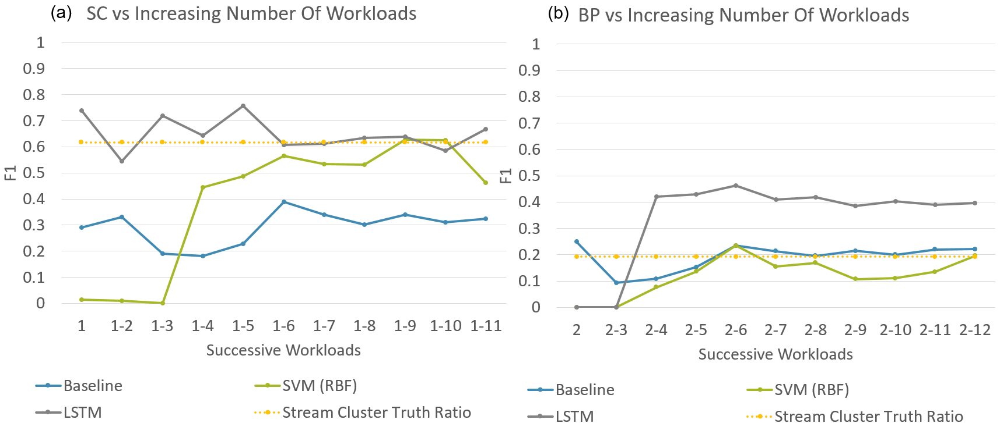 (a) SC vs Increasing Number Of Workloads
1
0.9
0.8
0.7
0.6
0.5
0.4
0.3
0.2
0.1
0
F1
1 1-2 1-3 1-4 1-5 1-6 1-7 1-8 1-9 1-10 1-11
Successive Workloads
Baseline SVM (RBF)
LSTM Stream Cluster Truth Ratio
(b) BP vs Increasing Number Of Workloads
1
0.9
0.8
0.7
0.6
0.5
0.4
0.3
0.2
0.1
0
F1
2 2-3 2-4 2-5 2-6 2-7 2-8 2-9 2-10 2-11 2-12
Successive Workloads
Baseline SVM (RBF)
LSTM Stream Cluster Truth Ratio